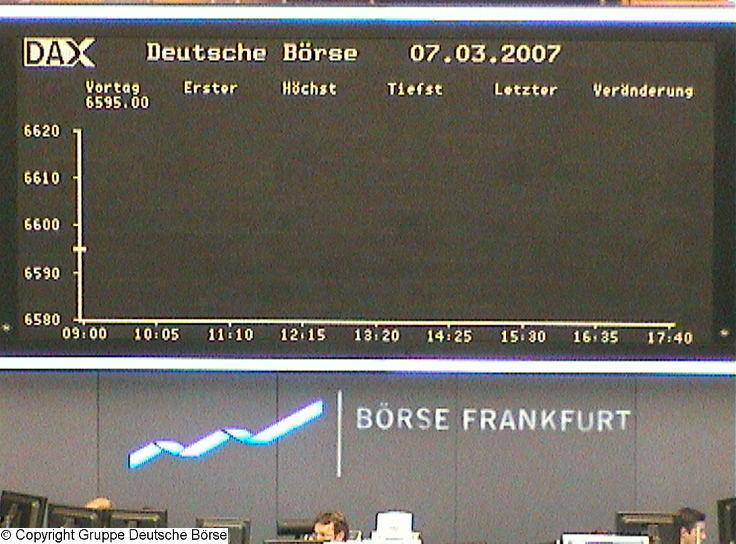 DAX Deutsche Börse 07.03.2007
Vortag Erster Höchst Tiefst Letzter Veränderung
6595.00
6620
6610
6600
6590
6580
09:00 10:05 11:10 12:15 13:20 14:25 15:30 16:35 17:40
BÖRSE FRANKFURT
© Copyright Gruppe Deutsche Börse